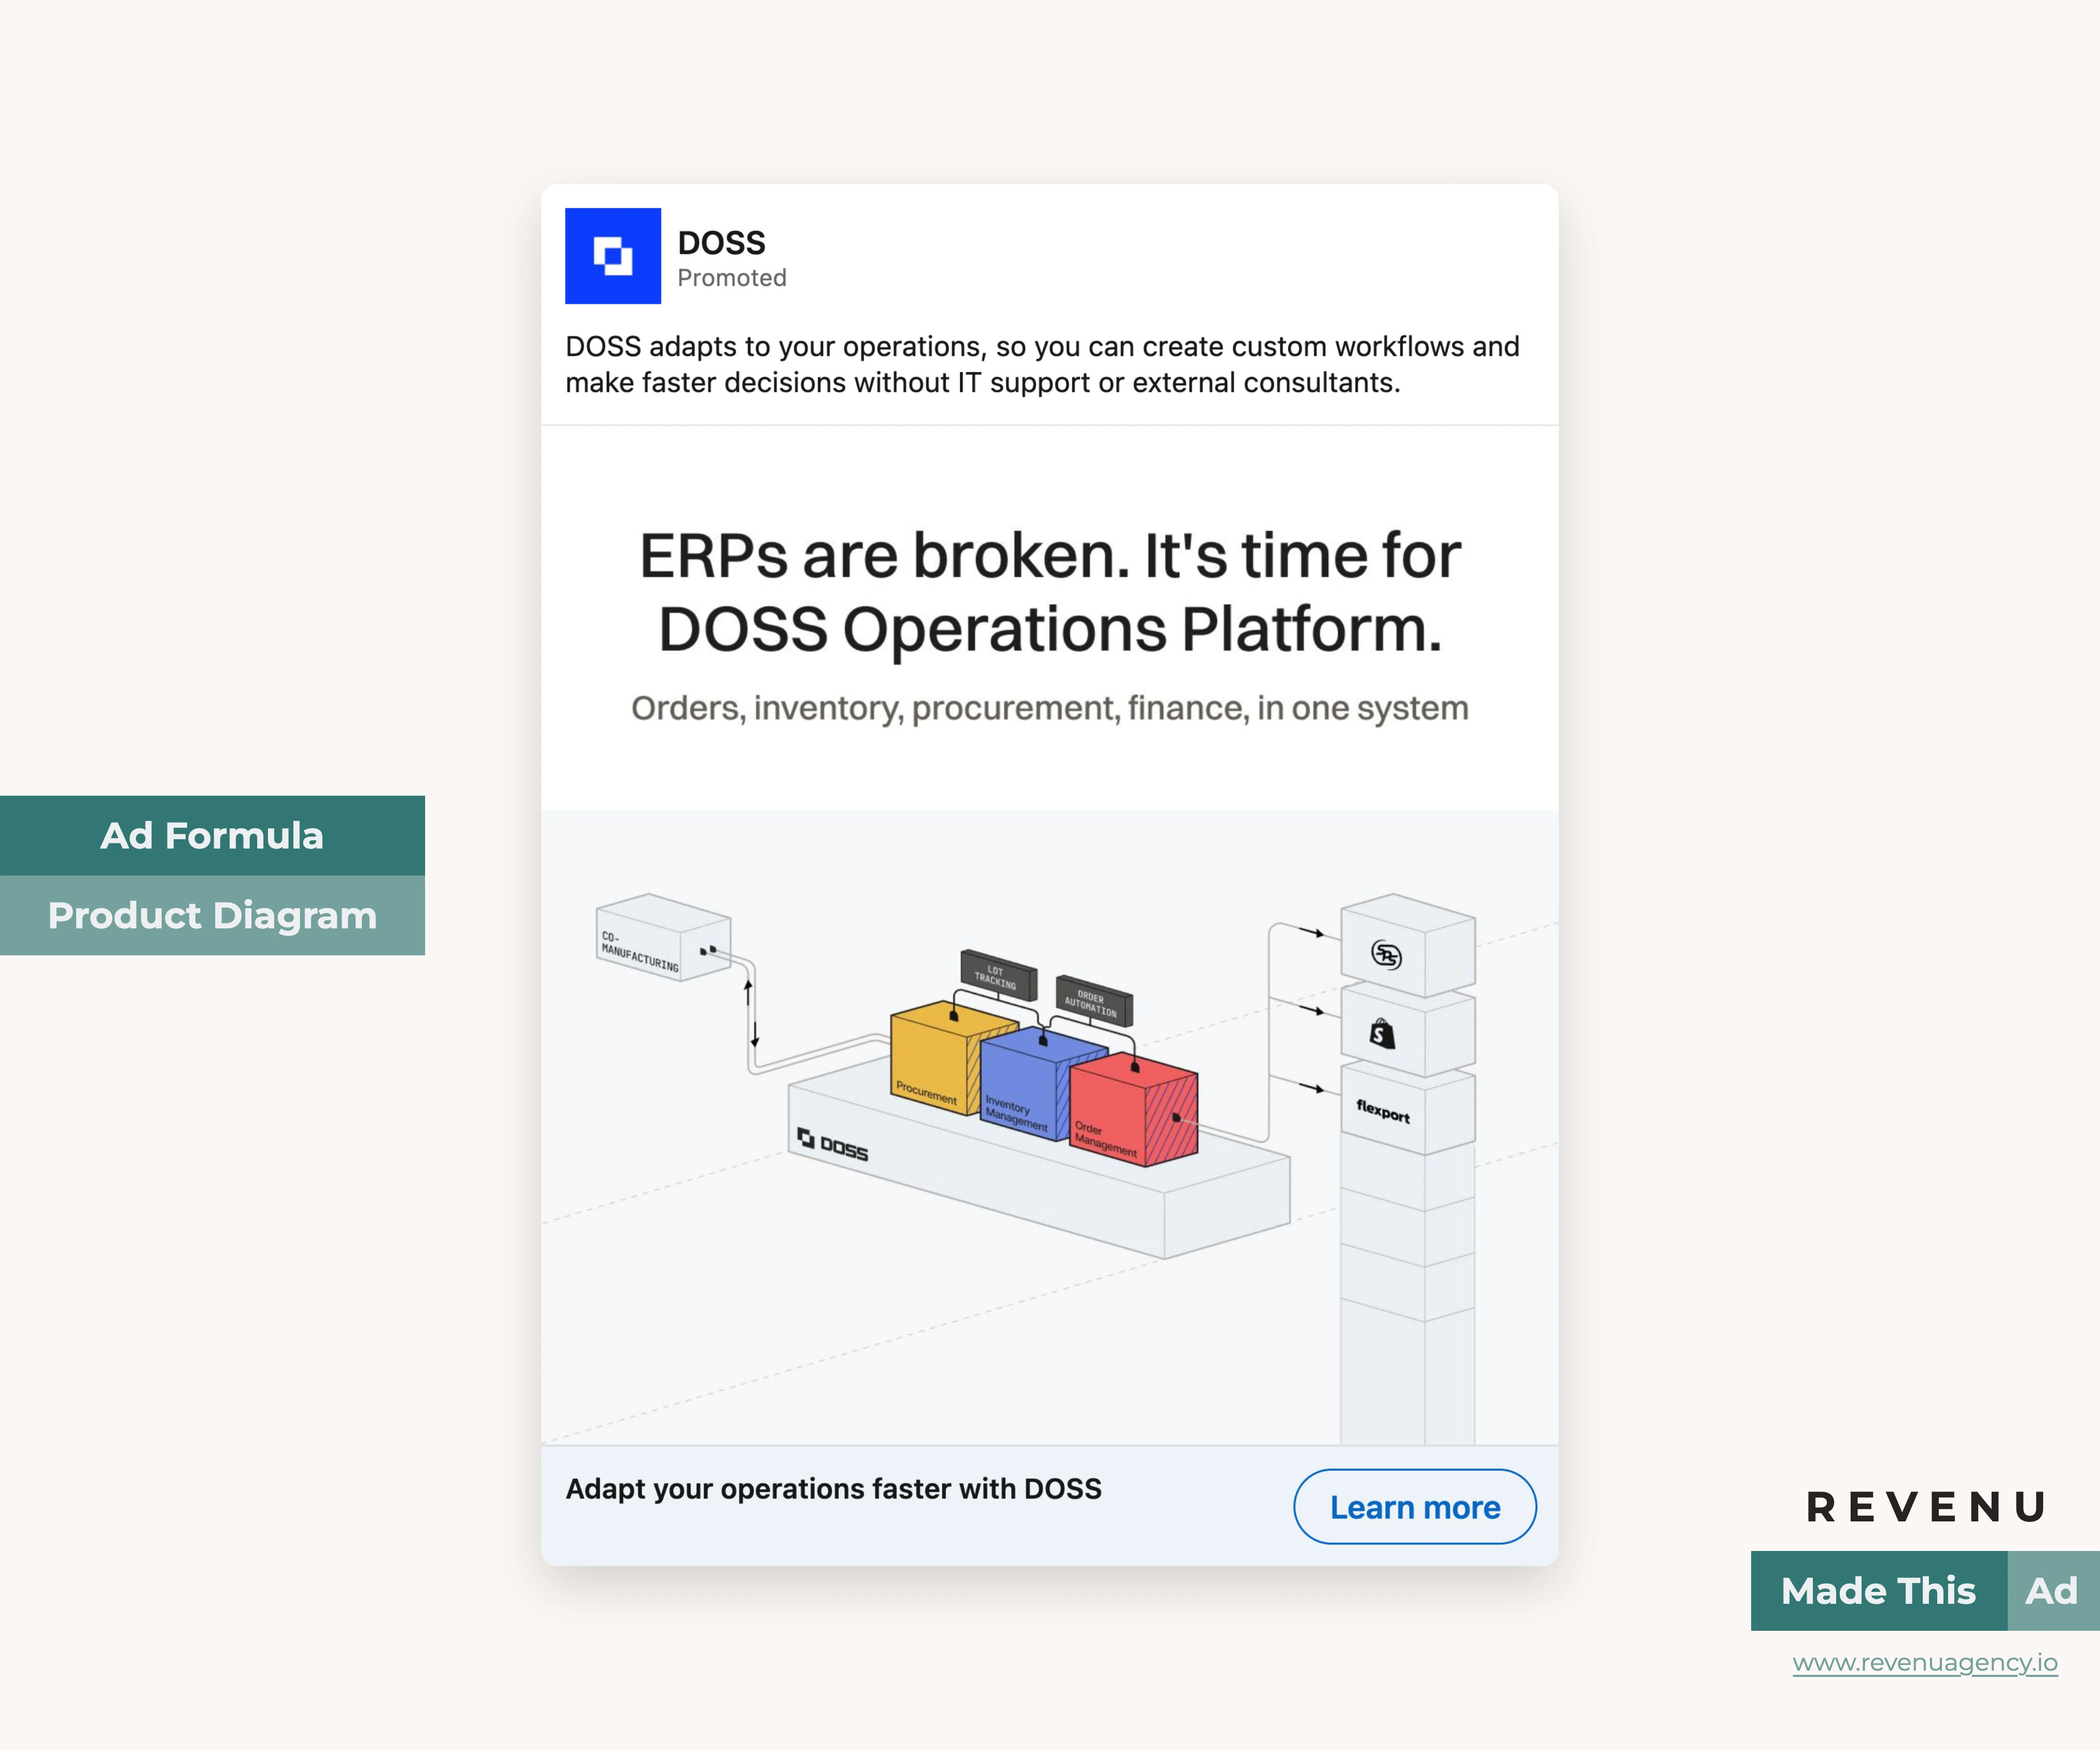 DOSS
Promoted
DOSS adapts to your operations, so you can create custom workflows and
make faster decisions without IT support or external consultants.
ERPs are broken. It's time for
DOSS Operations Platform.
Orders, inventory, procurement, finance, in one system
Ad Formula
Product Diagram
CO-
MANUFACTURING
LOT
TRACKING
ORDER
AUTOMATION
Procurement
Inventory
Management
Order
Management
DOSS
SPS
S
flexport
Adapt your operations faster with DOSS
Learn more
REVENU
Made This Ad
www.revenuagency.io